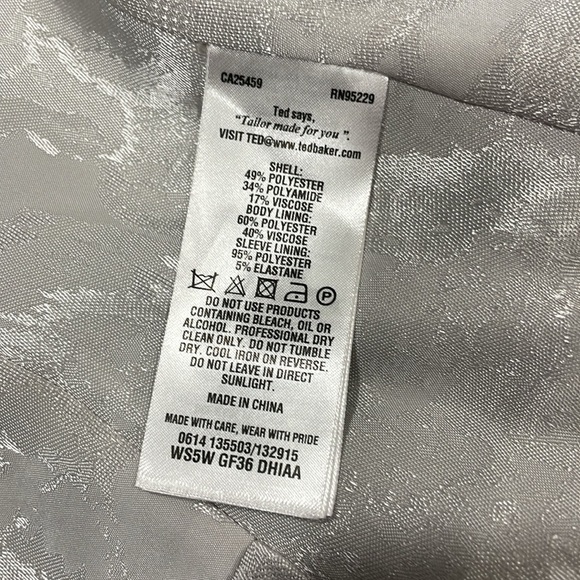 CA25459 RN95229
Ted says,
"Tailor made for you".
VISIT TED@www.tedbaker.com
SHELL:
49% POLYESTER
34% POLYAMIDE
17% VISCOSE
BODY LINING:
60% POLYESTER
40% VISCOSE
SLEEVE LINING:
95% POLYESTER
5% ELASTANE
P
DO NOT USE PRODUCTS
CONTAINING BLEACH, OIL OR
ALCOHOL. PROFESSIONAL DRY
CLEAN ONLY. DO NOT TUMBLE
DRY. COOL IRON ON REVERSE.
DO NOT LEAVE IN DIRECT
SUNLIGHT.
MADE IN CHINA
MADE WITH CARE, WEAR WITH PRIDE
0614 135503/132915
WS5W GF36 DHIAA